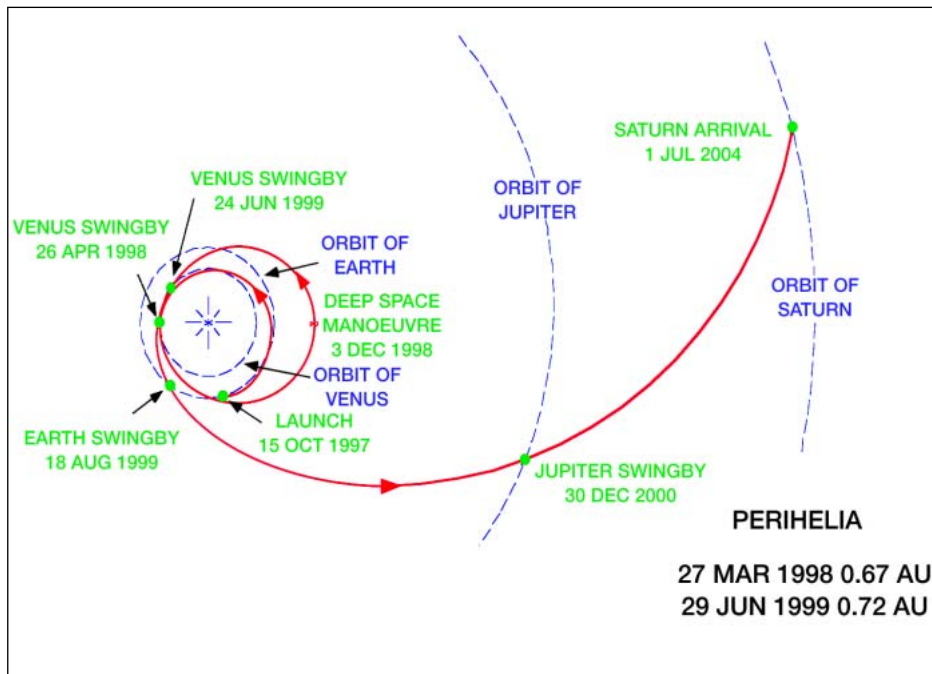 SATURN ARRIVAL
1 JUL 2004
VENUS SWINGBY
24 JUN 1999
ORBIT OF
JUPITER
VENUS SWINGBY
26 APR 1998
ORBIT OF
EARTH
ORBIT OF
SATURN
DEEP SPACE
MANOEUVRE
3 DEC 1998
ORBIT OF
VENUS
LAUNCH
15 OCT 1997
EARTH SWINGBY
18 AUG 1999
JUPITER SWINGBY
30 DEC 2000
PERIHELIA
27 MAR 1998 0.67 AU
29 JUN 1999 0.72 AU